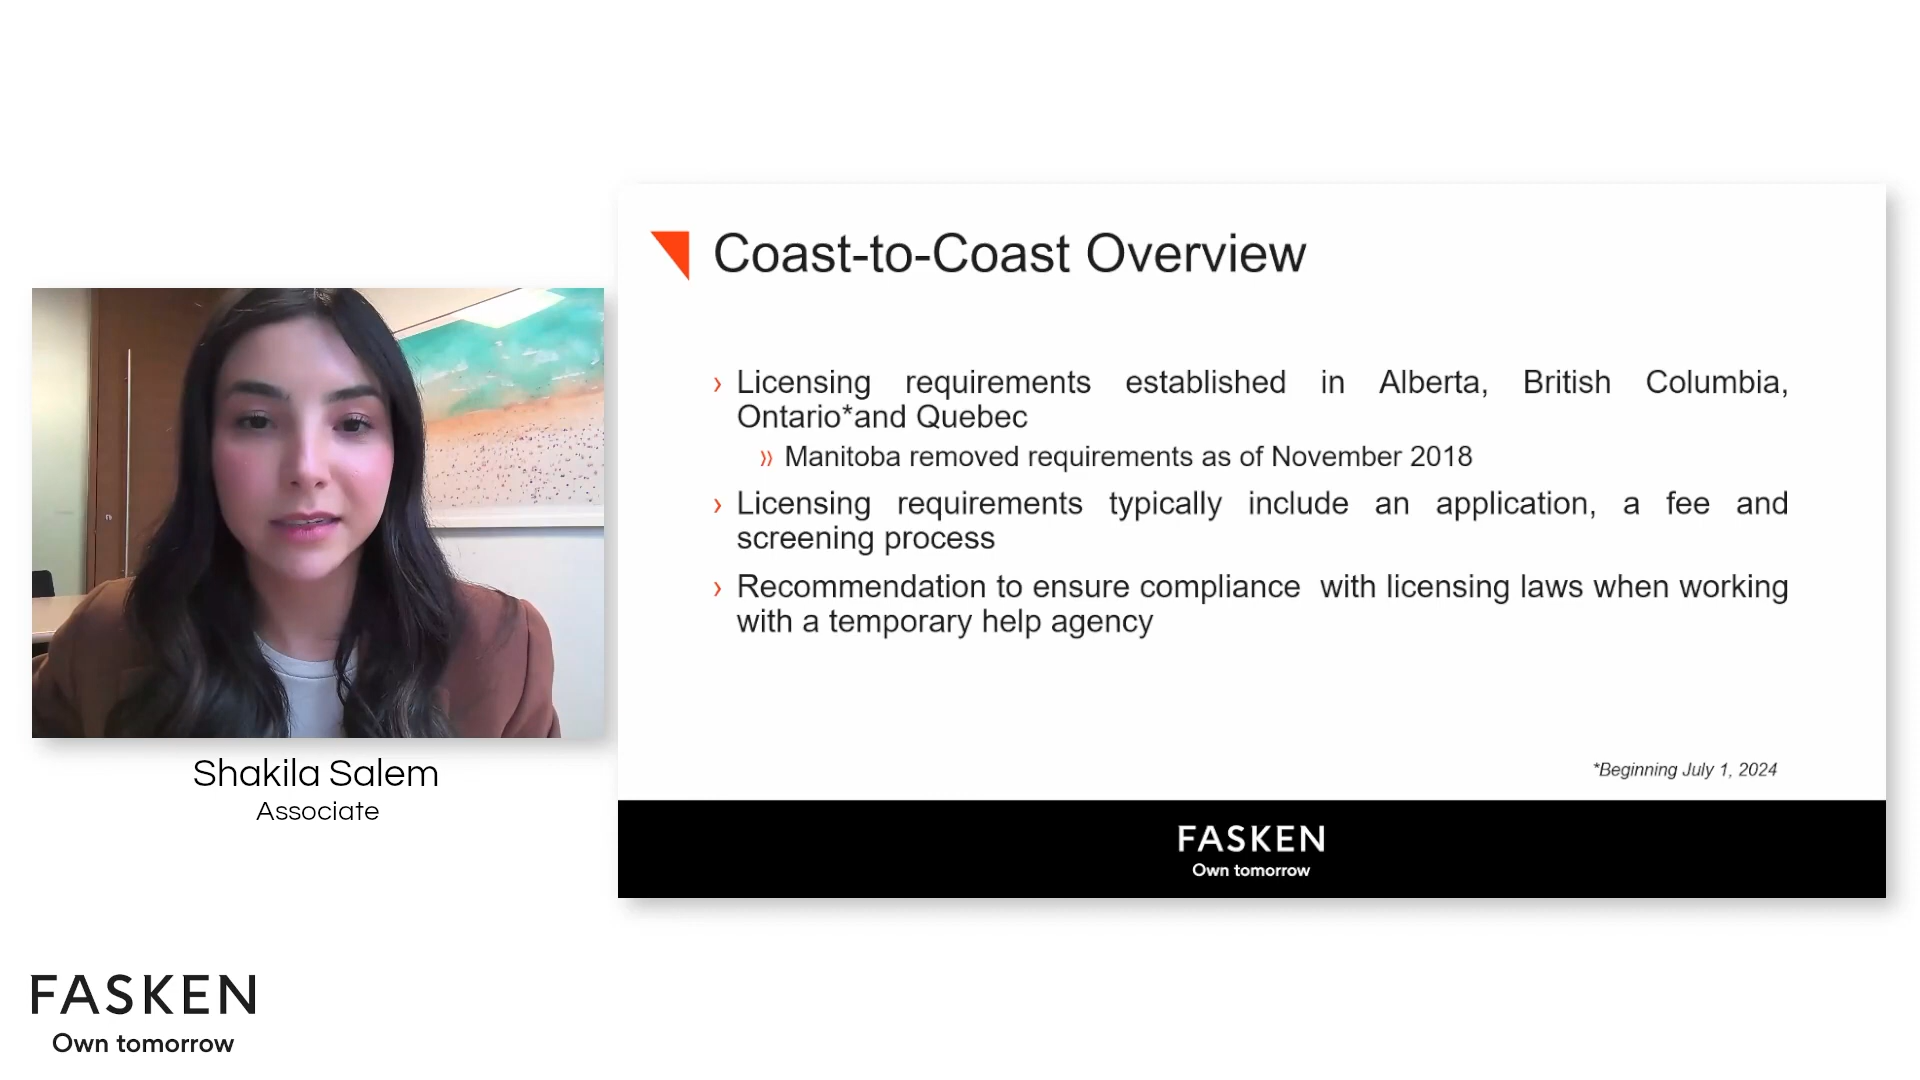 Coast-to-Coast Overview
› Licensing requirements established in Alberta, British Columbia,
Ontario*and Quebec
» Manitoba removed requirements as of November 2018
› Licensing requirements typically include an application, a fee and
screening process
› Recommendation to ensure compliance  with licensing laws when working
with a temporary help agency
*Beginning July 1, 2024
FASKEN
Own tomorrow
Shakila Salem
Associate
FASKEN
Own tomorrow